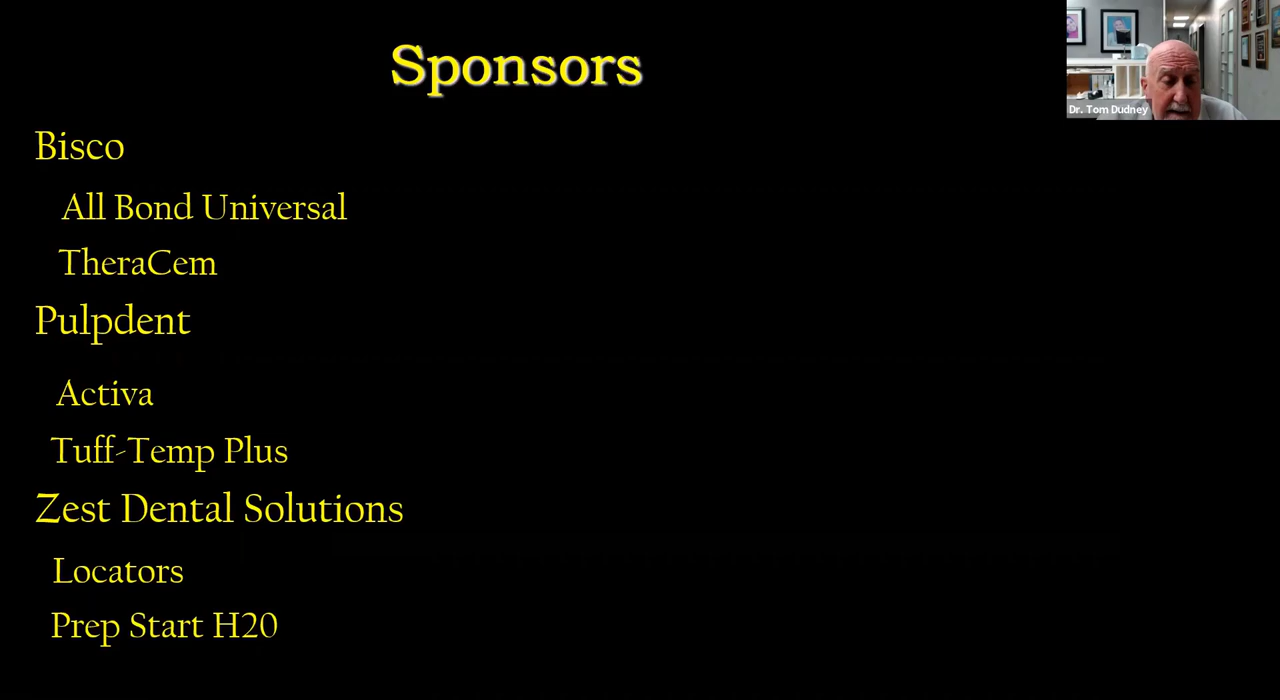 Sponsors
Dr. Tom Dudney
Bisco
All Bond Universal
TheraCem
Pulpdent
Activa
Tuff-Temp Plus
Zest Dental Solutions
Locators
Prep Start H20